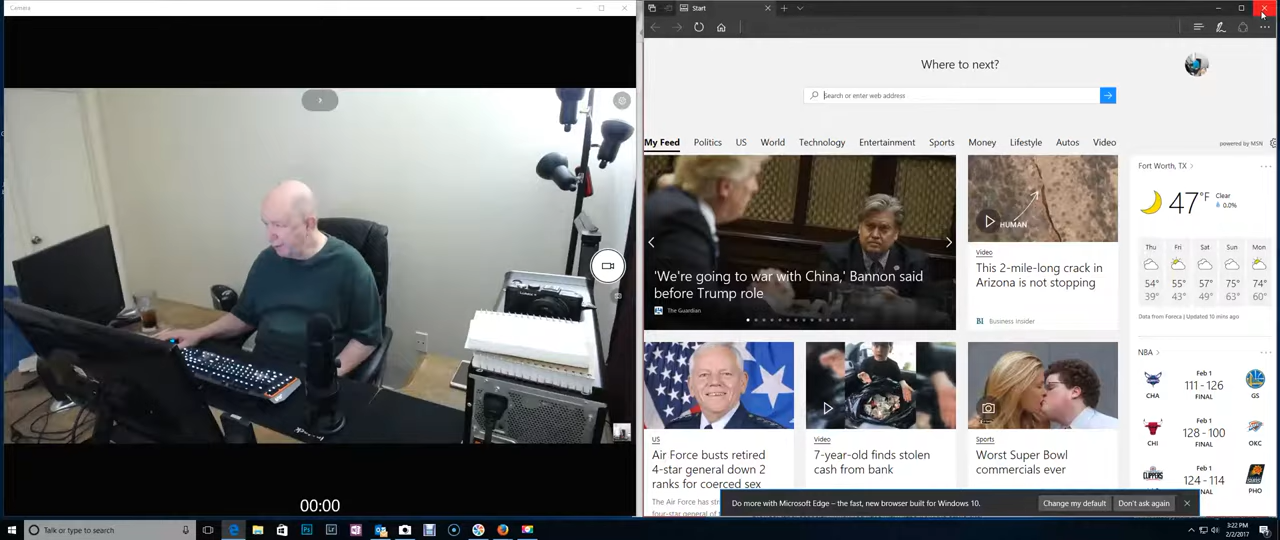 Camera
Start
Where to next?
Search or enter web address
My Feed Politics US World Technology Entertainment Sports Money Lifestyle Autos Video
powered by MSN
'We're going to war with China,' Bannon said
before Trump role
The Guardian
HUMAN
Video
This 2-mile-long crack in
Arizona is not stopping
BI Business Insider
Fort Worth, TX
47°F
Clear
0.0%
Thu Fri Sat Sun Mon
54° 55° 57° 75° 74°
39° 43° 49° 63° 60°
Data from Foreca | Updated 10 mins ago
NBA
Feb 1
CHA 111 - 126 GS
FINAL
Feb 1
CHI 128 - 100 OKC
FINAL
Feb 1
CLIPPERS 124 - 114 PHO
FINAL
US
Air Force busts retired
4-star general down 2
ranks for coerced sex
The Air Force has
Video
7-year-old finds stolen
cash from bank
Sports
Worst Super Bowl
commercials ever
Do more with Microsoft Edge – the fast, new browser built for Windows 10.
Change my default
Don't ask again
00:00
Talk or type to search
Ps
Lr
3:22 PM
2/2/2017